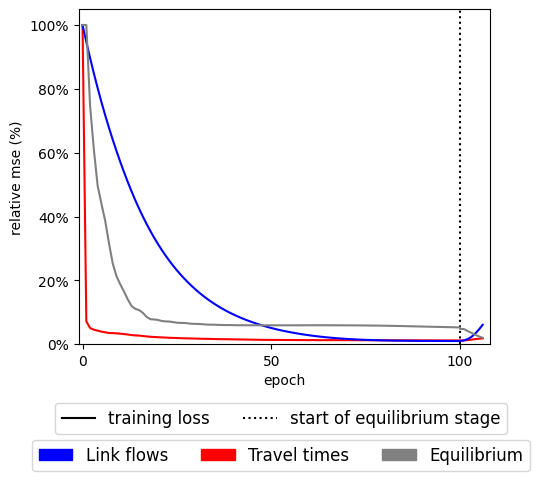 100%
80%
60%
40%
20%
0%
relative mse (%)
0 50 100
epoch
training loss start of equilibrium stage
Link flows Travel times Equilibrium